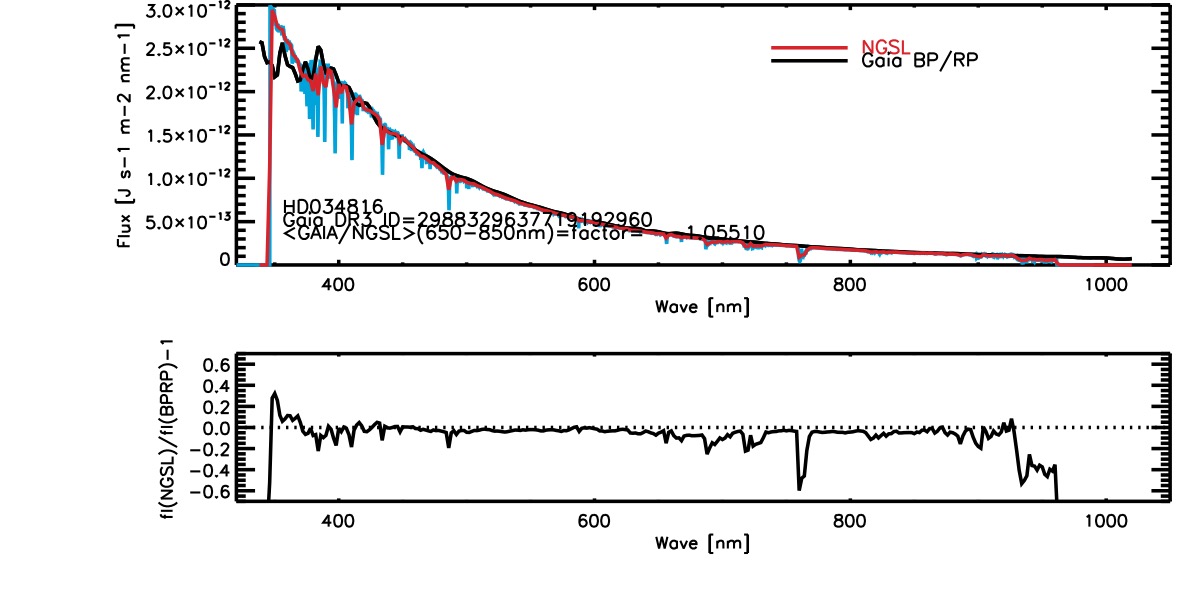 3.0×10−12
2.5×10−12
2.0×10−12
1.5×10−12
1.0×10−12
5.0×10−13
0
Flux [J s−1 m−2 nm−1]
NGSL
Gaia BP/RP
HD034816
Gaia DR3 ID=2988329637719192960
<GAIA/NGSL>(650−850nm)=factor= 1.05510
400 600 800 1000
Wave [nm]
0.6
0.4
0.2
0.0
−0.2
−0.4
−0.6
fl(NGSL)/fl(BPRP)−1
400 600 800 1000
Wave [nm]